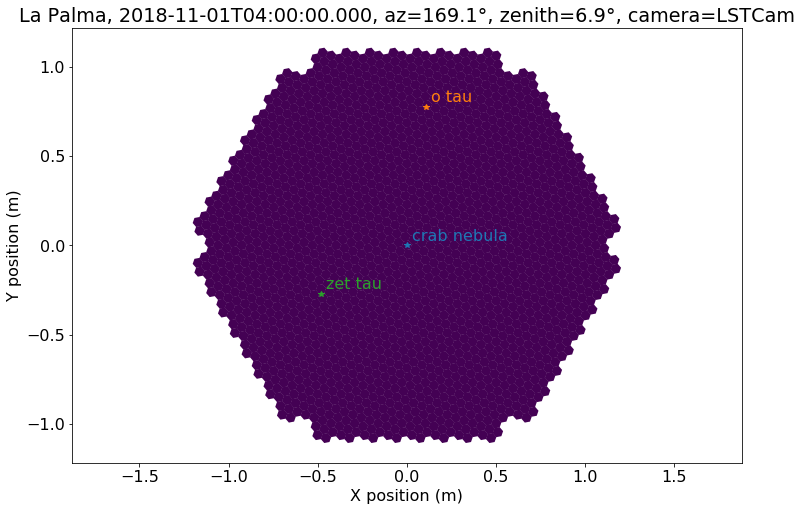 La Palma, 2018-11-01T04:00:00.000, az=169.1°, zenith=6.9°, camera=LSTCam
1.0
o tau
0.5
crab nebula
0.0
zet tau
−0.5
−1.0
−1.5 −1.0 −0.5 0.0 0.5 1.0 1.5
X position (m)
Y position (m)